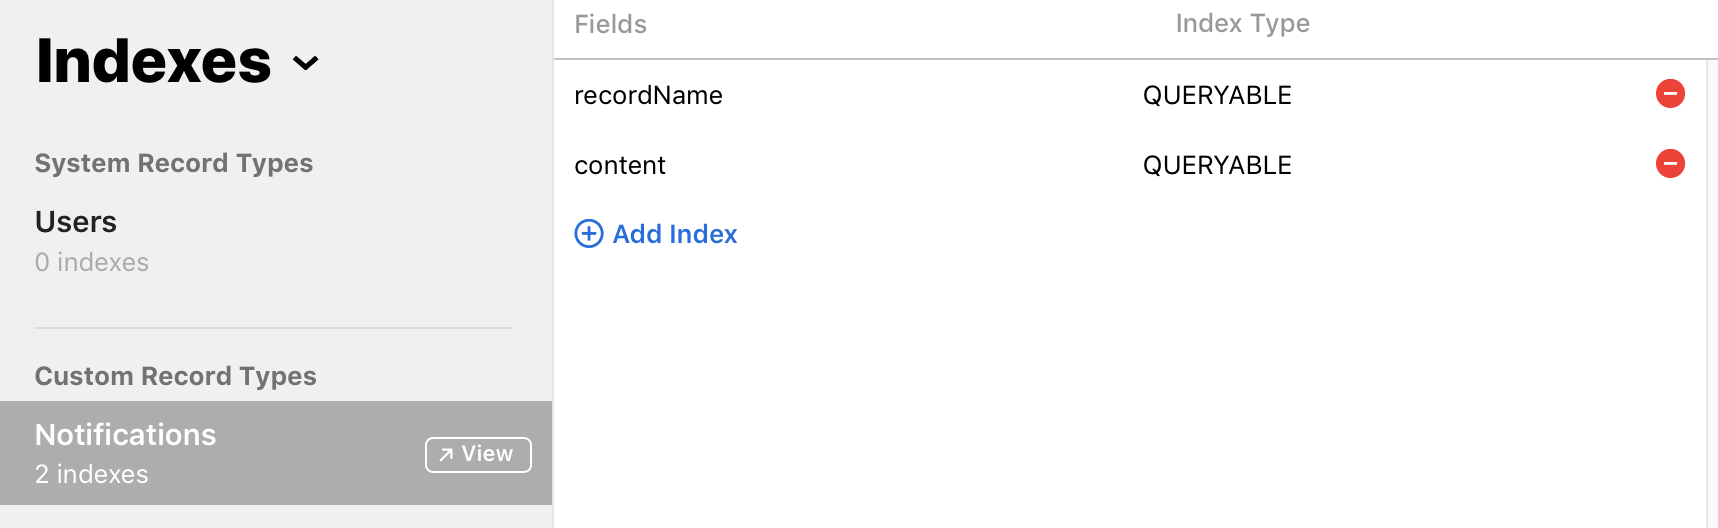 Indexes
System Record Types
Users
0 indexes
Custom Record Types
Notifications
2 indexes
View
Fields Index Type
recordName QUERYABLE
content QUERYABLE
Add Index